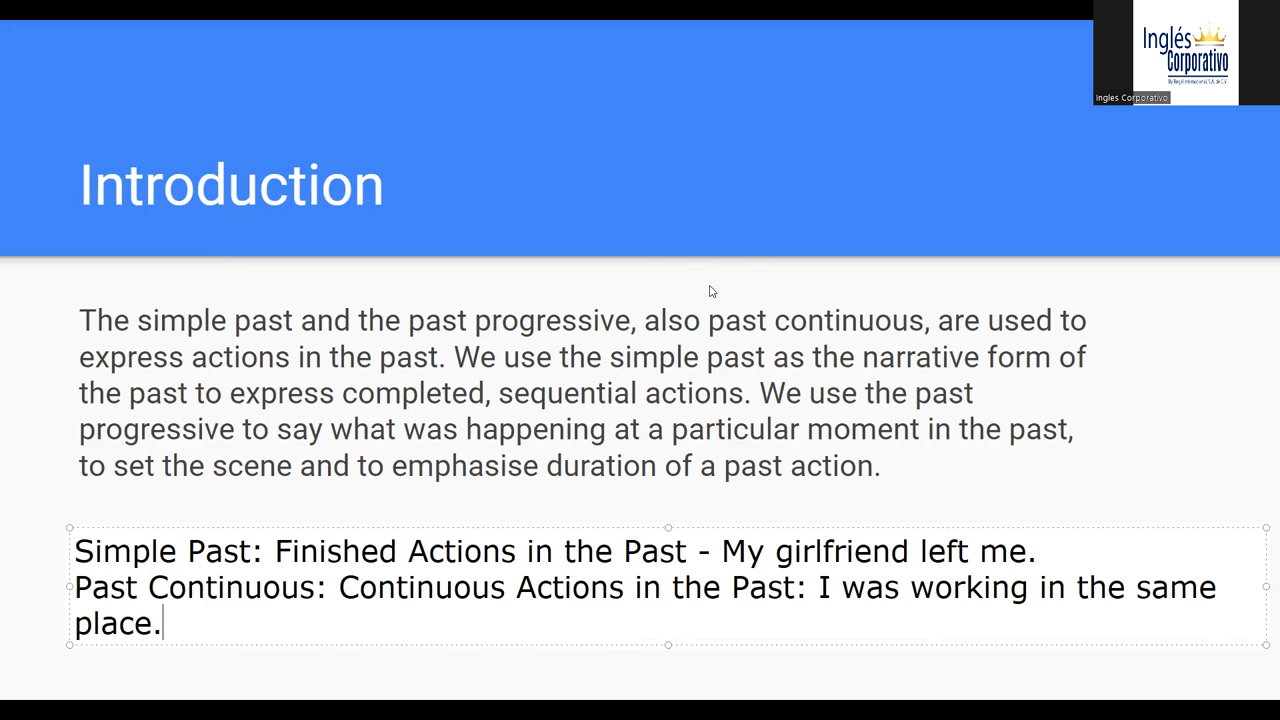 Inglés
Corporativo
Ingles Corporativo
Introduction
The simple past and the past progressive, also past continuous, are used to
express actions in the past. We use the simple past as the narrative form of
the past to express completed, sequential actions. We use the past
progressive to say what was happening at a particular moment in the past,
to set the scene and to emphasise duration of a past action.
Simple Past: Finished Actions in the Past - My girlfriend left me.
Past Continuous: Continuous Actions in the Past: I was working in the same
place.